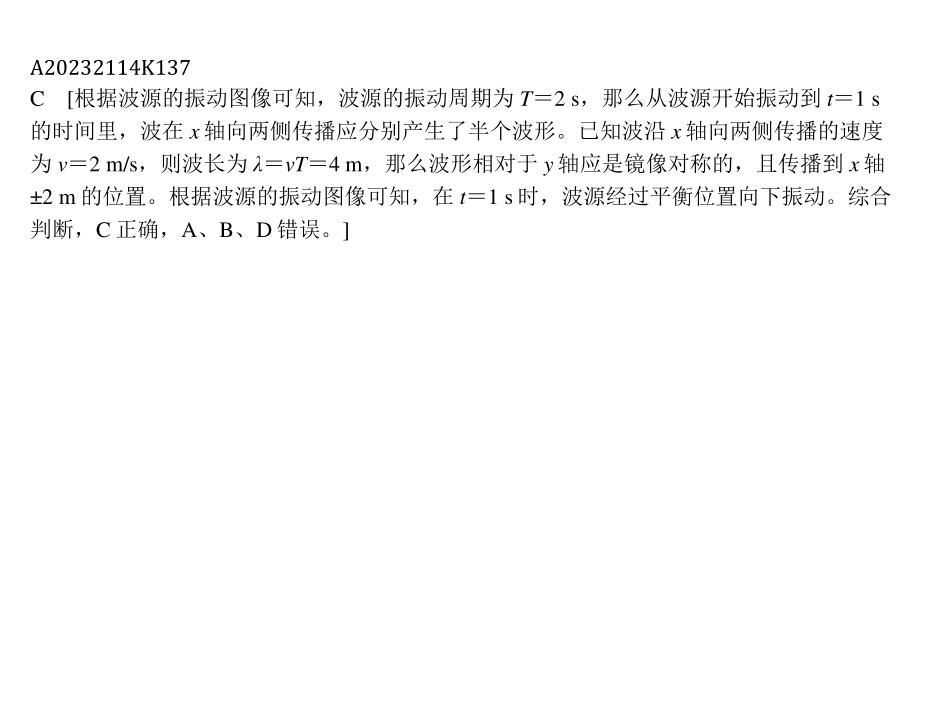 A20232114K137
C　[根据波源的振动图像可知，波源的振动周期为 T＝2 s，那么从波源开始振动到 t＝1 s
的时间里，波在 x 轴向两侧传播应分别产生了半个波形。已知波沿 x 轴向两侧传播的速度
为 v＝2 m/s，则波长为 λ＝vT＝4 m，那么波形相对于 y 轴应是镜像对称的，且传播到 x 轴
±2 m 的位置。根据波源的振动图像可知，在 t＝1 s 时，波源经过平衡位置向下振动。综合
判断，C 正确，A、B、D 错误。]